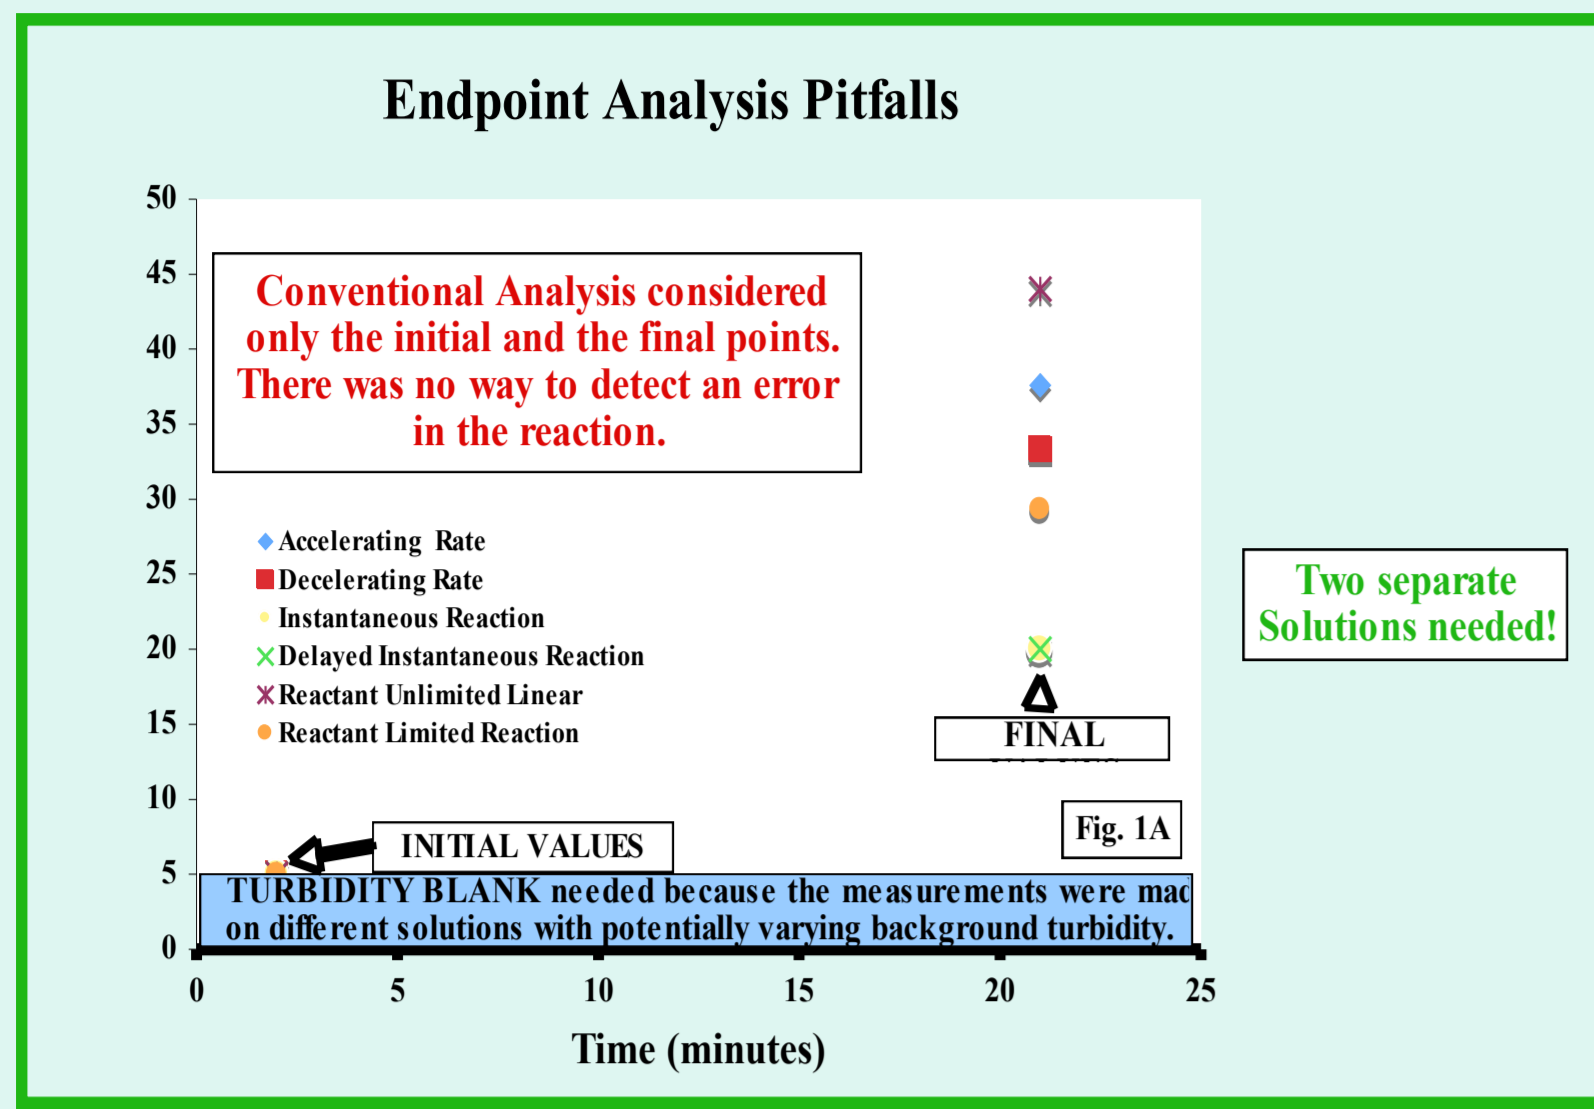 Endpoint Analysis Pitfalls
50
45
40
35
30
25
20
15
10
5
0
Conventional Analysis considered
only the initial and the final points.
There was no way to detect an error
in the reaction.
Accelerating Rate
Decelerating Rate
Instantaneous Reaction
Delayed Instantaneous Reaction
Reactant Unlimited Linear
Reactant Limited Reaction
Two separate
Solutions needed!
FINAL
Fig. 1A
INITIAL VALUES
TURBIDITY BLANK needed because the measurements were mad
on different solutions with potentially varying background turbidity.
0 5 10 15 20 25
Time (minutes)